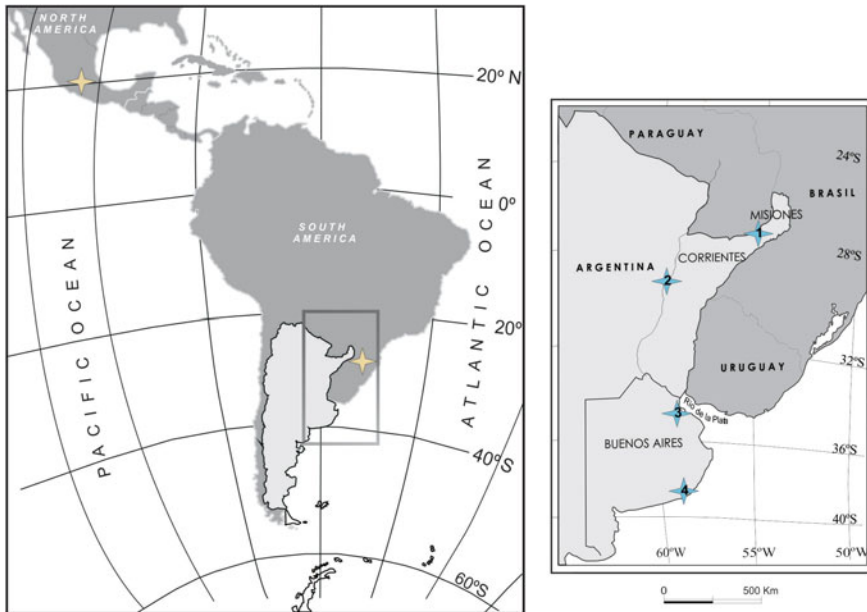 NORTH
AMERICA
20º N
0º
SOUTH
AMERICA
20º
40ºS
60ºS
PACIFIC OCEAN
ATLANTIC OCEAN
PARAGUAY
24ºS
BRASIL
MISIONES
1
CORRIENTES
28ºS
ARGENTINA
2
32ºS
URUGUAY
Río de la Plata
3
BUENOS AIRES
36ºS
4
40ºS
60ºW
55ºW
50ºW
0
500 Km